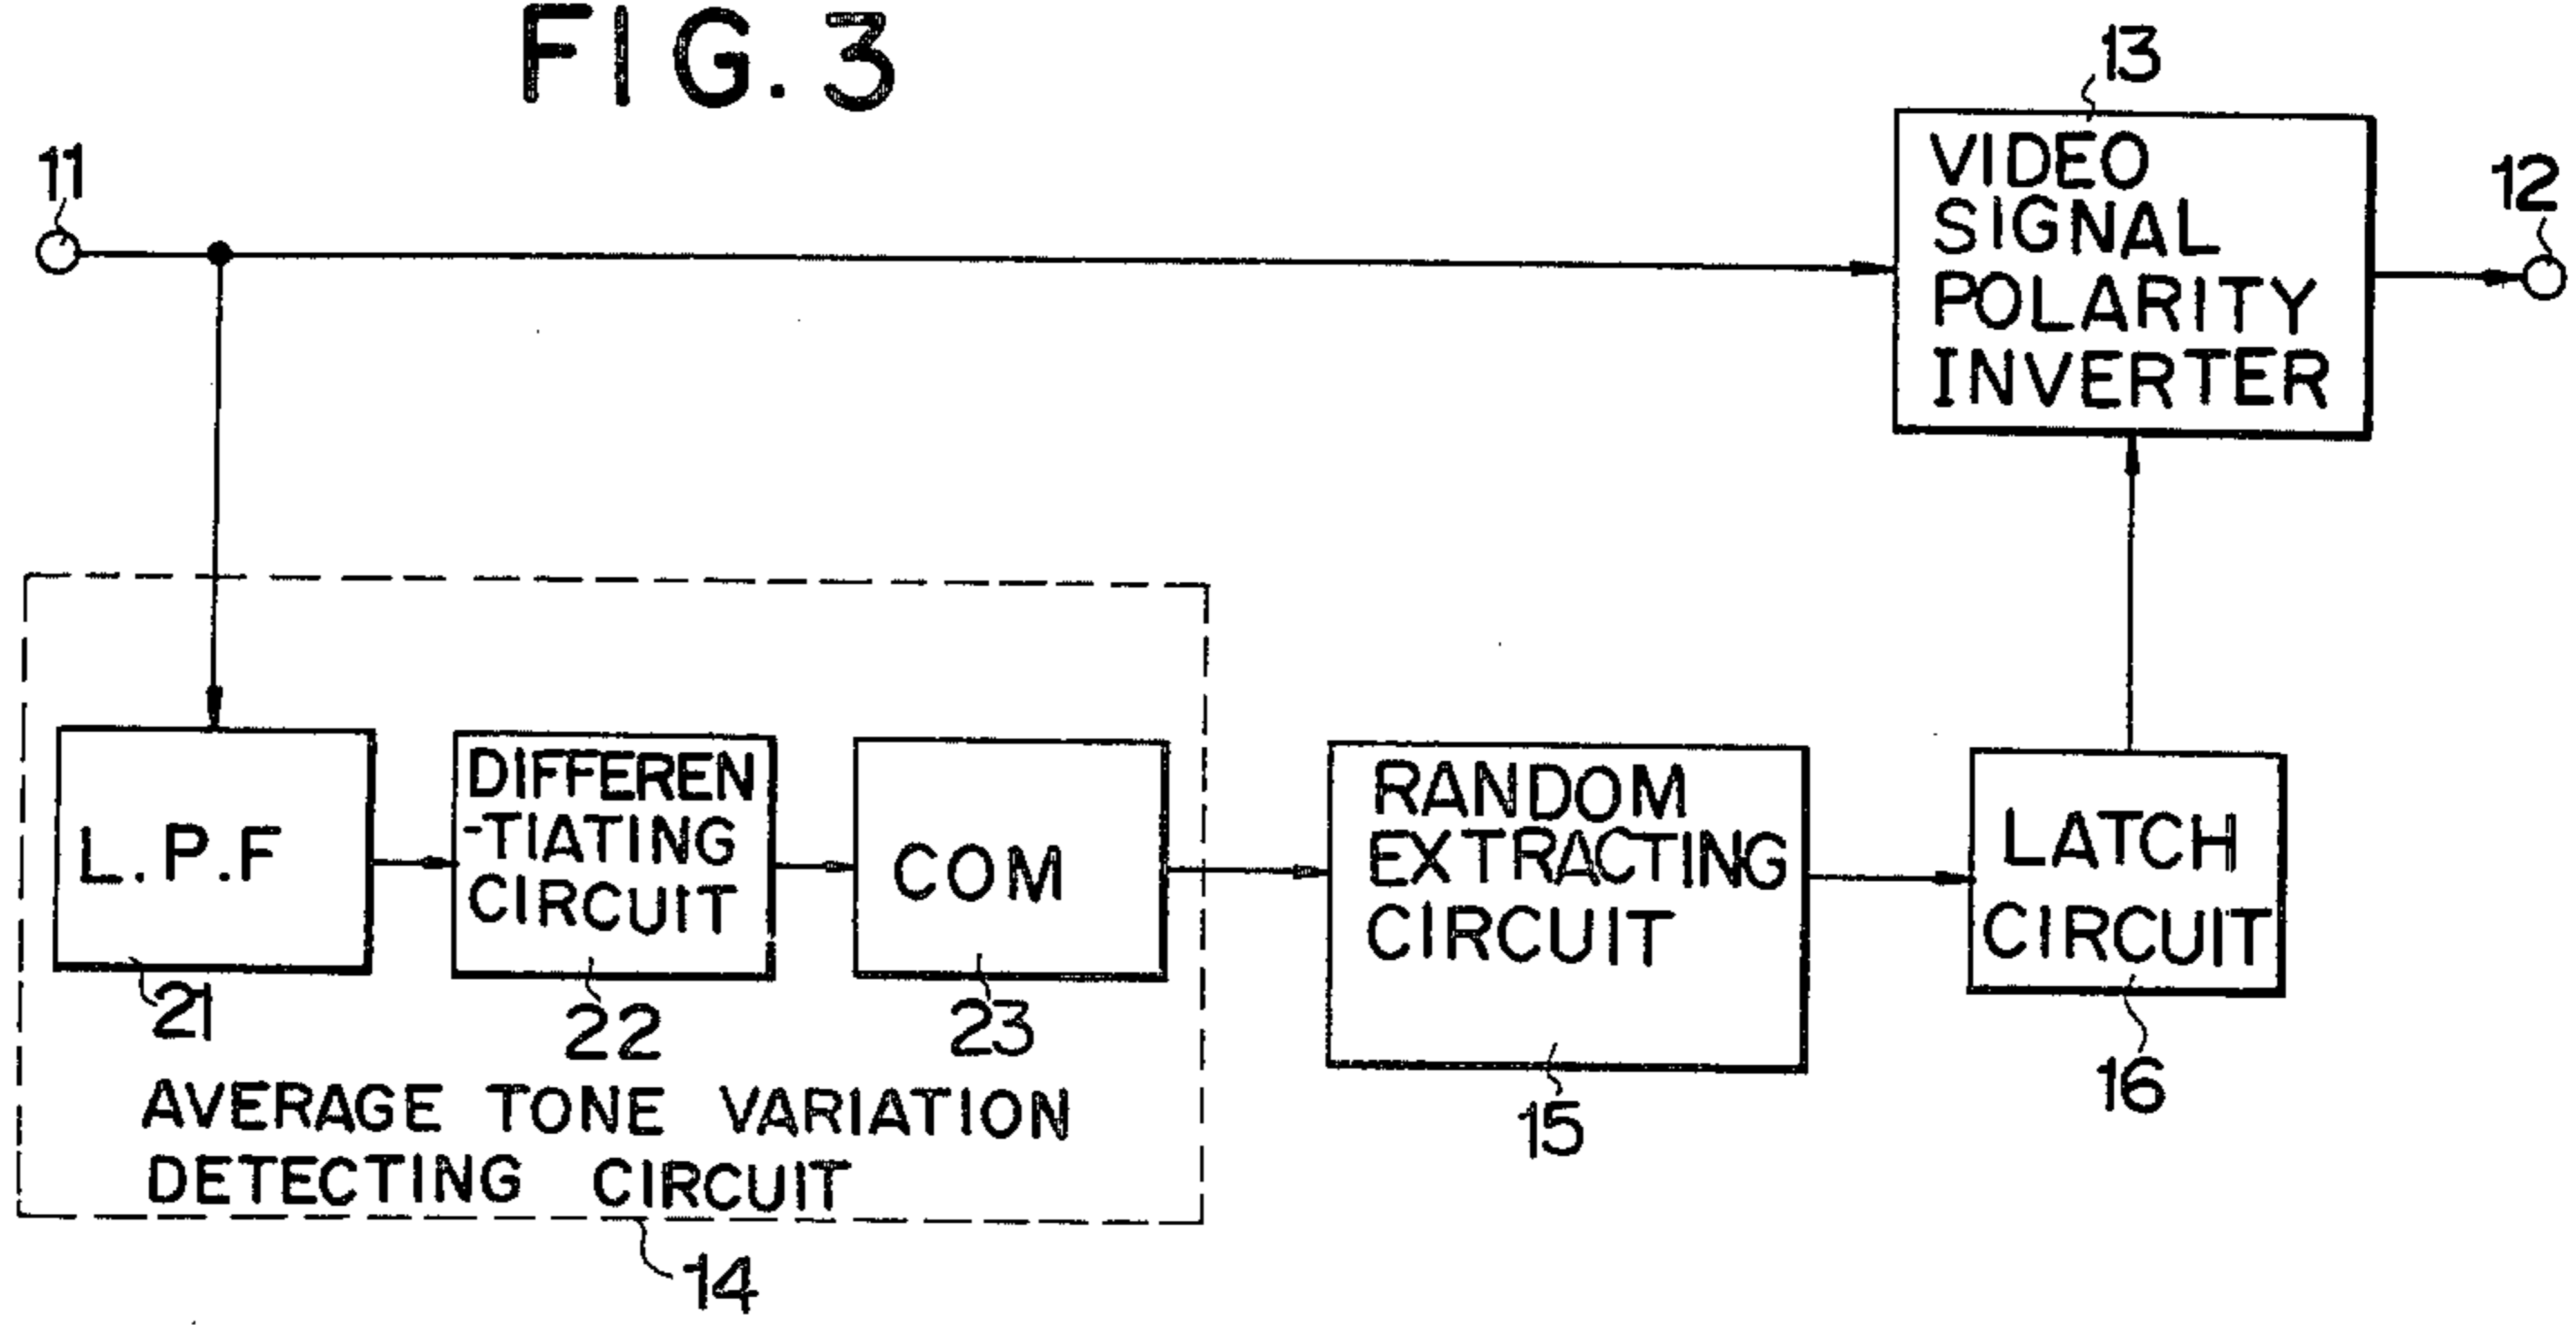 FIG. 3
13
11
12
VIDEO
SIGNAL
POLARITY
INVERTER
L.P.F
21
DIFFEREN
-TIATING
CIRCUIT
22
COM
23
RANDOM
EXTRACTING
CIRCUIT
15
LATCH
CIRCUIT
16
AVERAGE TONE VARIATION
DETECTING CIRCUIT
14